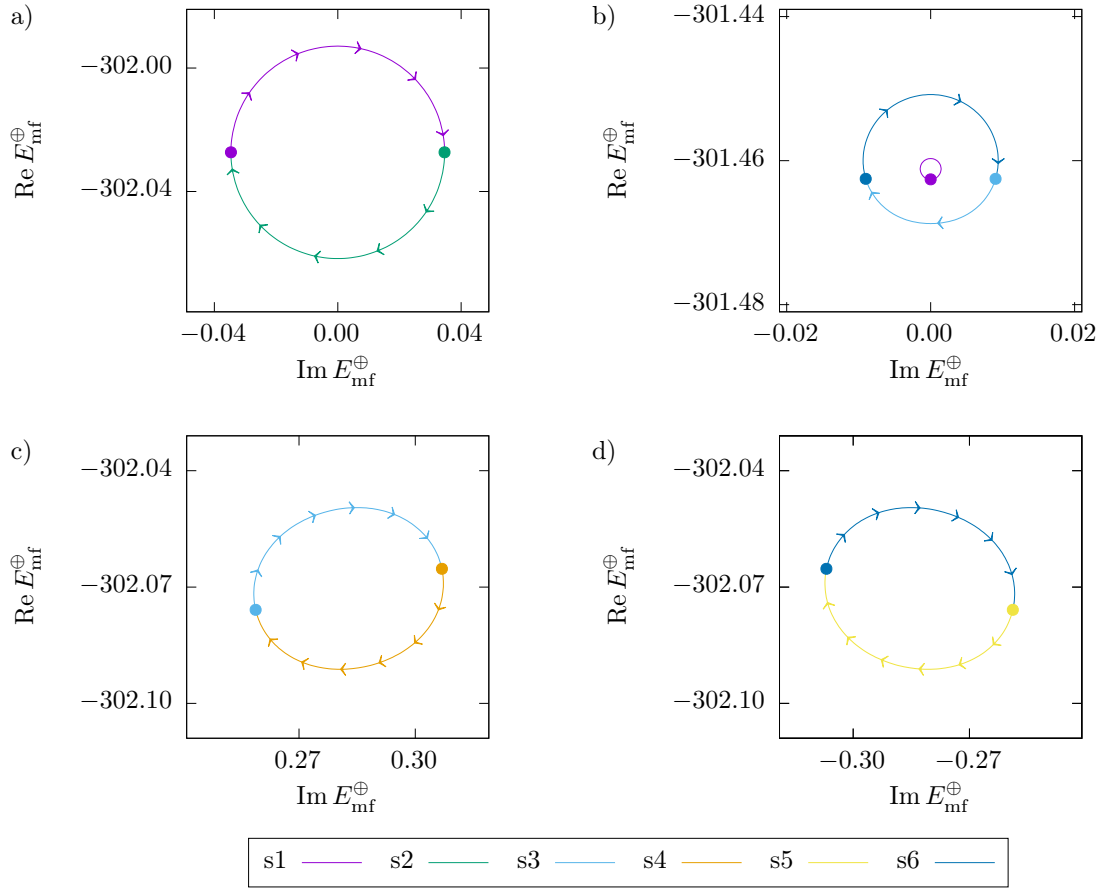 a)
−302.00
−302.04
Re E⊕mf
−0.04 0.00 0.04
Im E⊕mf
b)
−301.44
−301.46
−301.48
Re E⊕mf
−0.02 0.00 0.02
Im E⊕mf
c)
−302.04
−302.07
−302.10
Re E⊕mf
0.27 0.30
Im E⊕mf
d)
−302.04
−302.07
−302.10
Re E⊕mf
−0.30 −0.27
Im E⊕mf
s1 s2 s3 s4 s5 s6